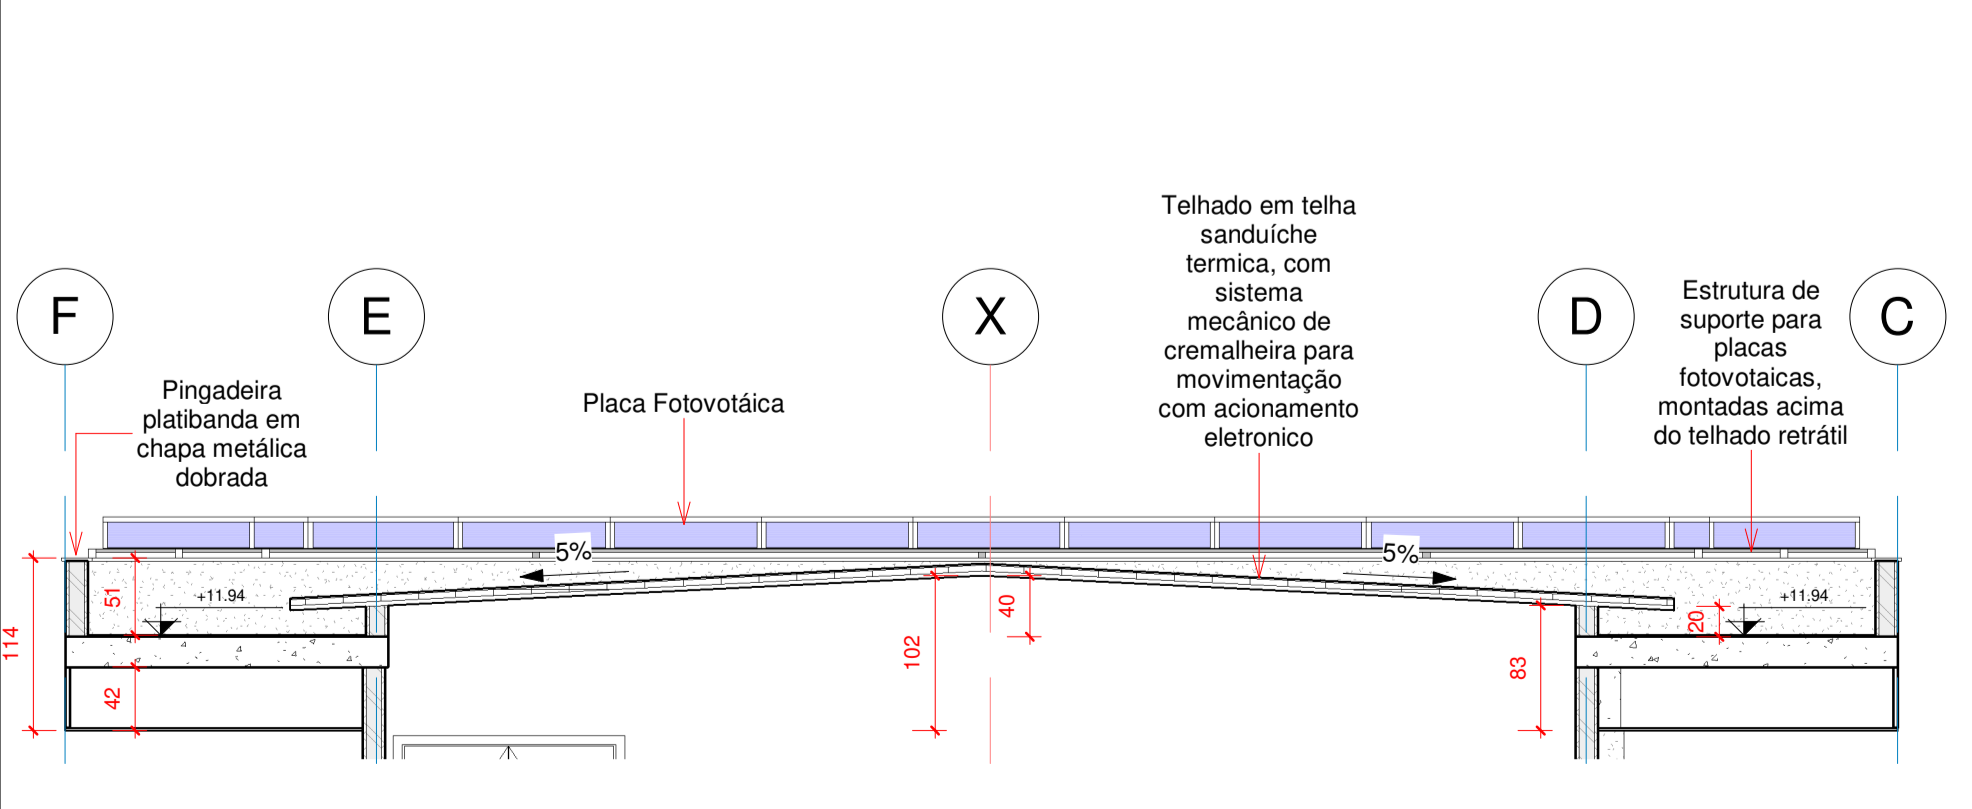 Telhado em telha
sanduíche
termica, com
sistema
mecânico de
cremalheira para
movimentação
com acionamento
eletronico
Estrutura de
suporte para
placas
fotovotaicas,
montadas acima
do telhado retrátil
F
E
X
D
C
Pingadeira
platibanda em
chapa metálica
dobrada
Placa Fotovotáica
5%
5%
+11.94
+11.94
51
40
20
114
102
83
42